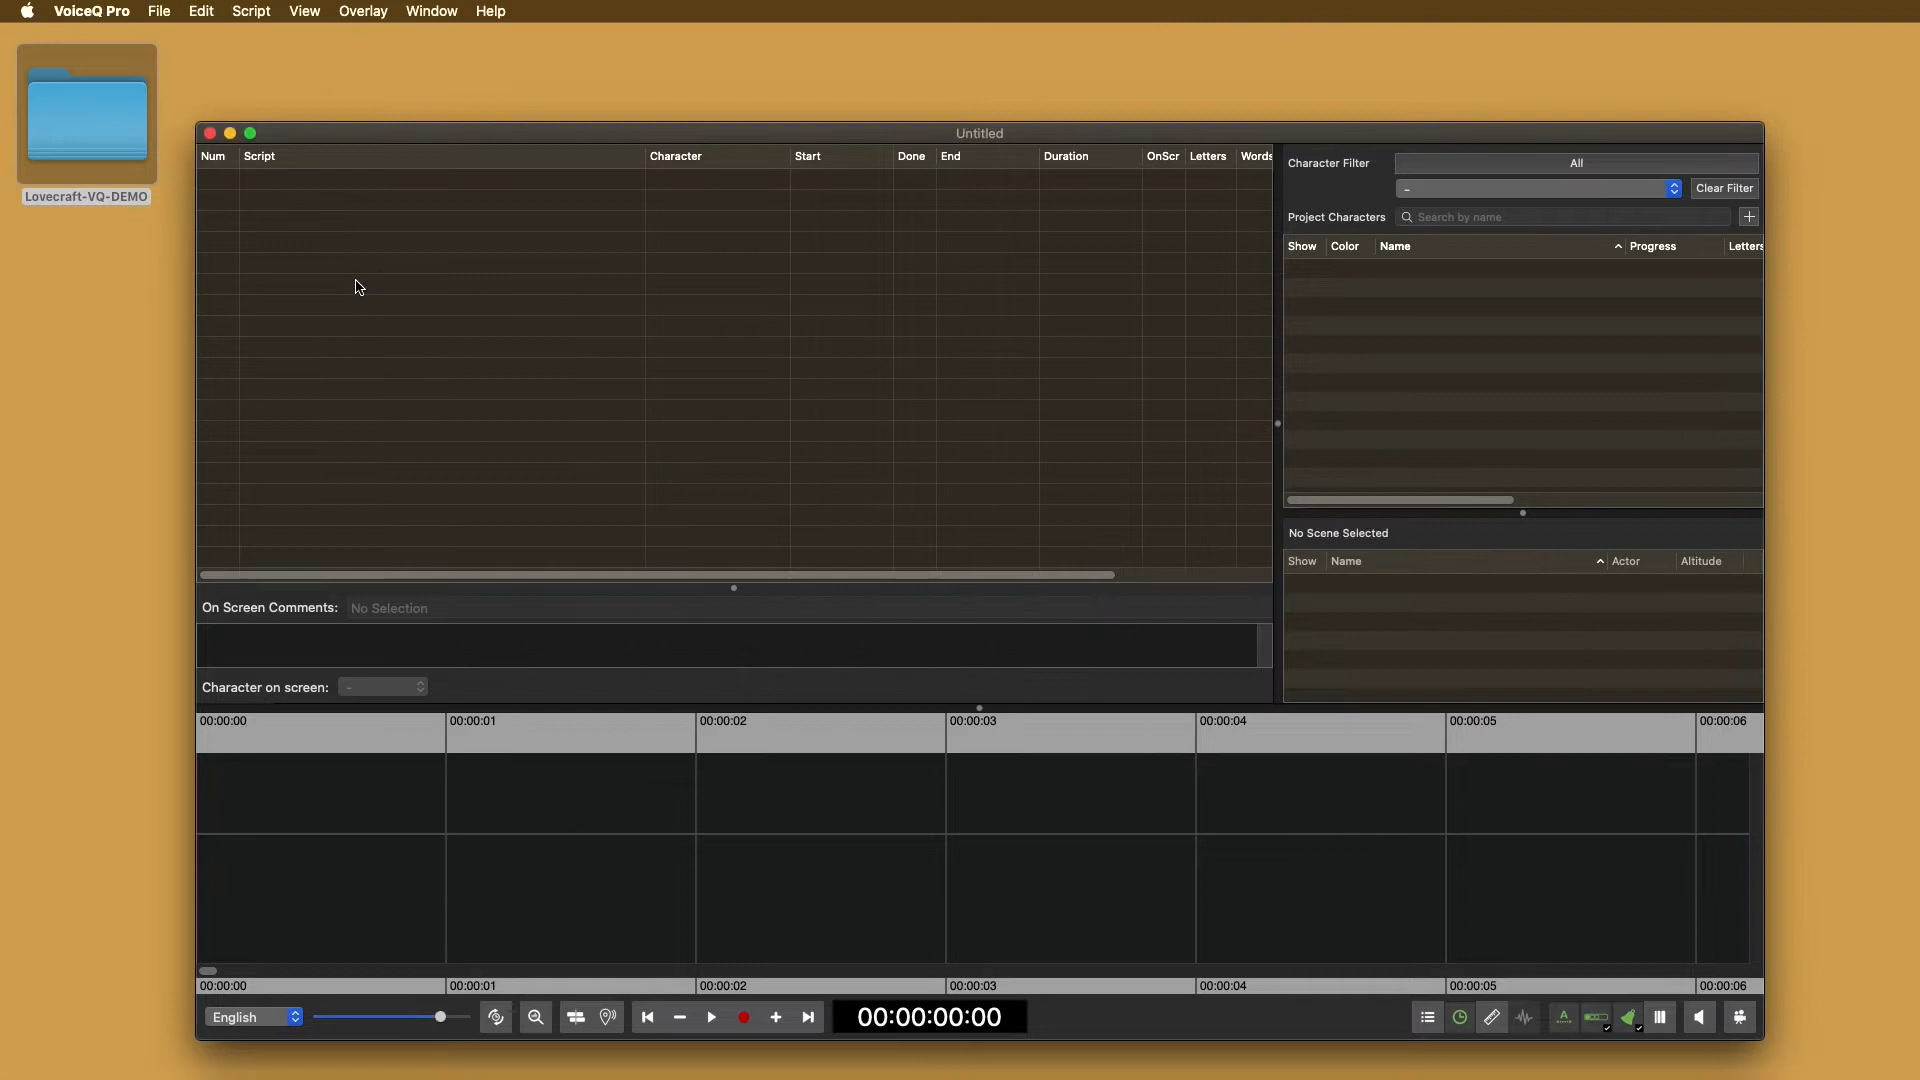 VoiceQ Pro File Edit Script View Overlay Window Help
Lovecraft-VQ-DEMO
Untitled
Num Script Character Start Done End Duration OnScr Letters Words
Character Filter All
- Clear Filter
Project Characters Search by name
Show Color Name Progress Letters
No Scene Selected
Show Name Actor Altitude
On Screen Comments: No Selection
Character on screen: -
00:00:00 00:00:01 00:00:02 00:00:03 00:00:04 00:00:05 00:00:06
00:00:00 00:00:01 00:00:02 00:00:03 00:00:04 00:00:05 00:00:06
English 00:00:00:00 A